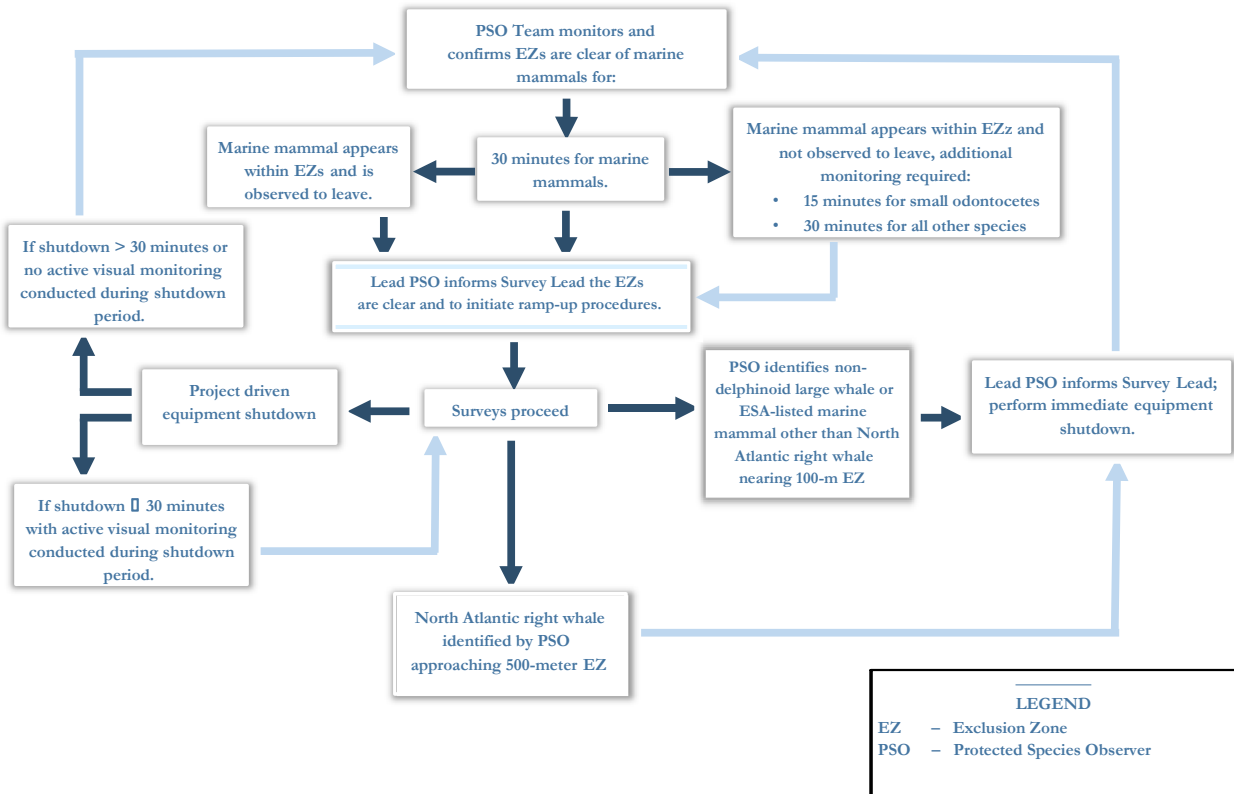 PSO Team monitors and
confirms EZs are clear of marine
mammals for:
Marine mammal appears
within EZs and is
observed to leave.
30 minutes for marine
mammals.
Marine mammal appears within EZz and
not observed to leave, additional
monitoring required:
• 15 minutes for small odontocetes
• 30 minutes for all other species
If shutdown > 30 minutes or
no active visual monitoring
conducted during shutdown
period.
Lead PSO informs Survey Lead the EZs
are clear and to initiate ramp-up procedures.
Project driven
equipment shutdown
Surveys proceed
PSO identifies non-
delphinoid large whale or
ESA-listed marine
mammal other than North
Atlantic right whale
nearing 100-m EZ
Lead PSO informs Survey Lead;
perform immediate equipment
shutdown.
If shutdown ▯ 30 minutes
with active visual monitoring
conducted during shutdown
period.
North Atlantic right whale
identified by PSO
approaching 500-meter EZ
LEGEND
EZ – Exclusion Zone
PSO – Protected Species Observer